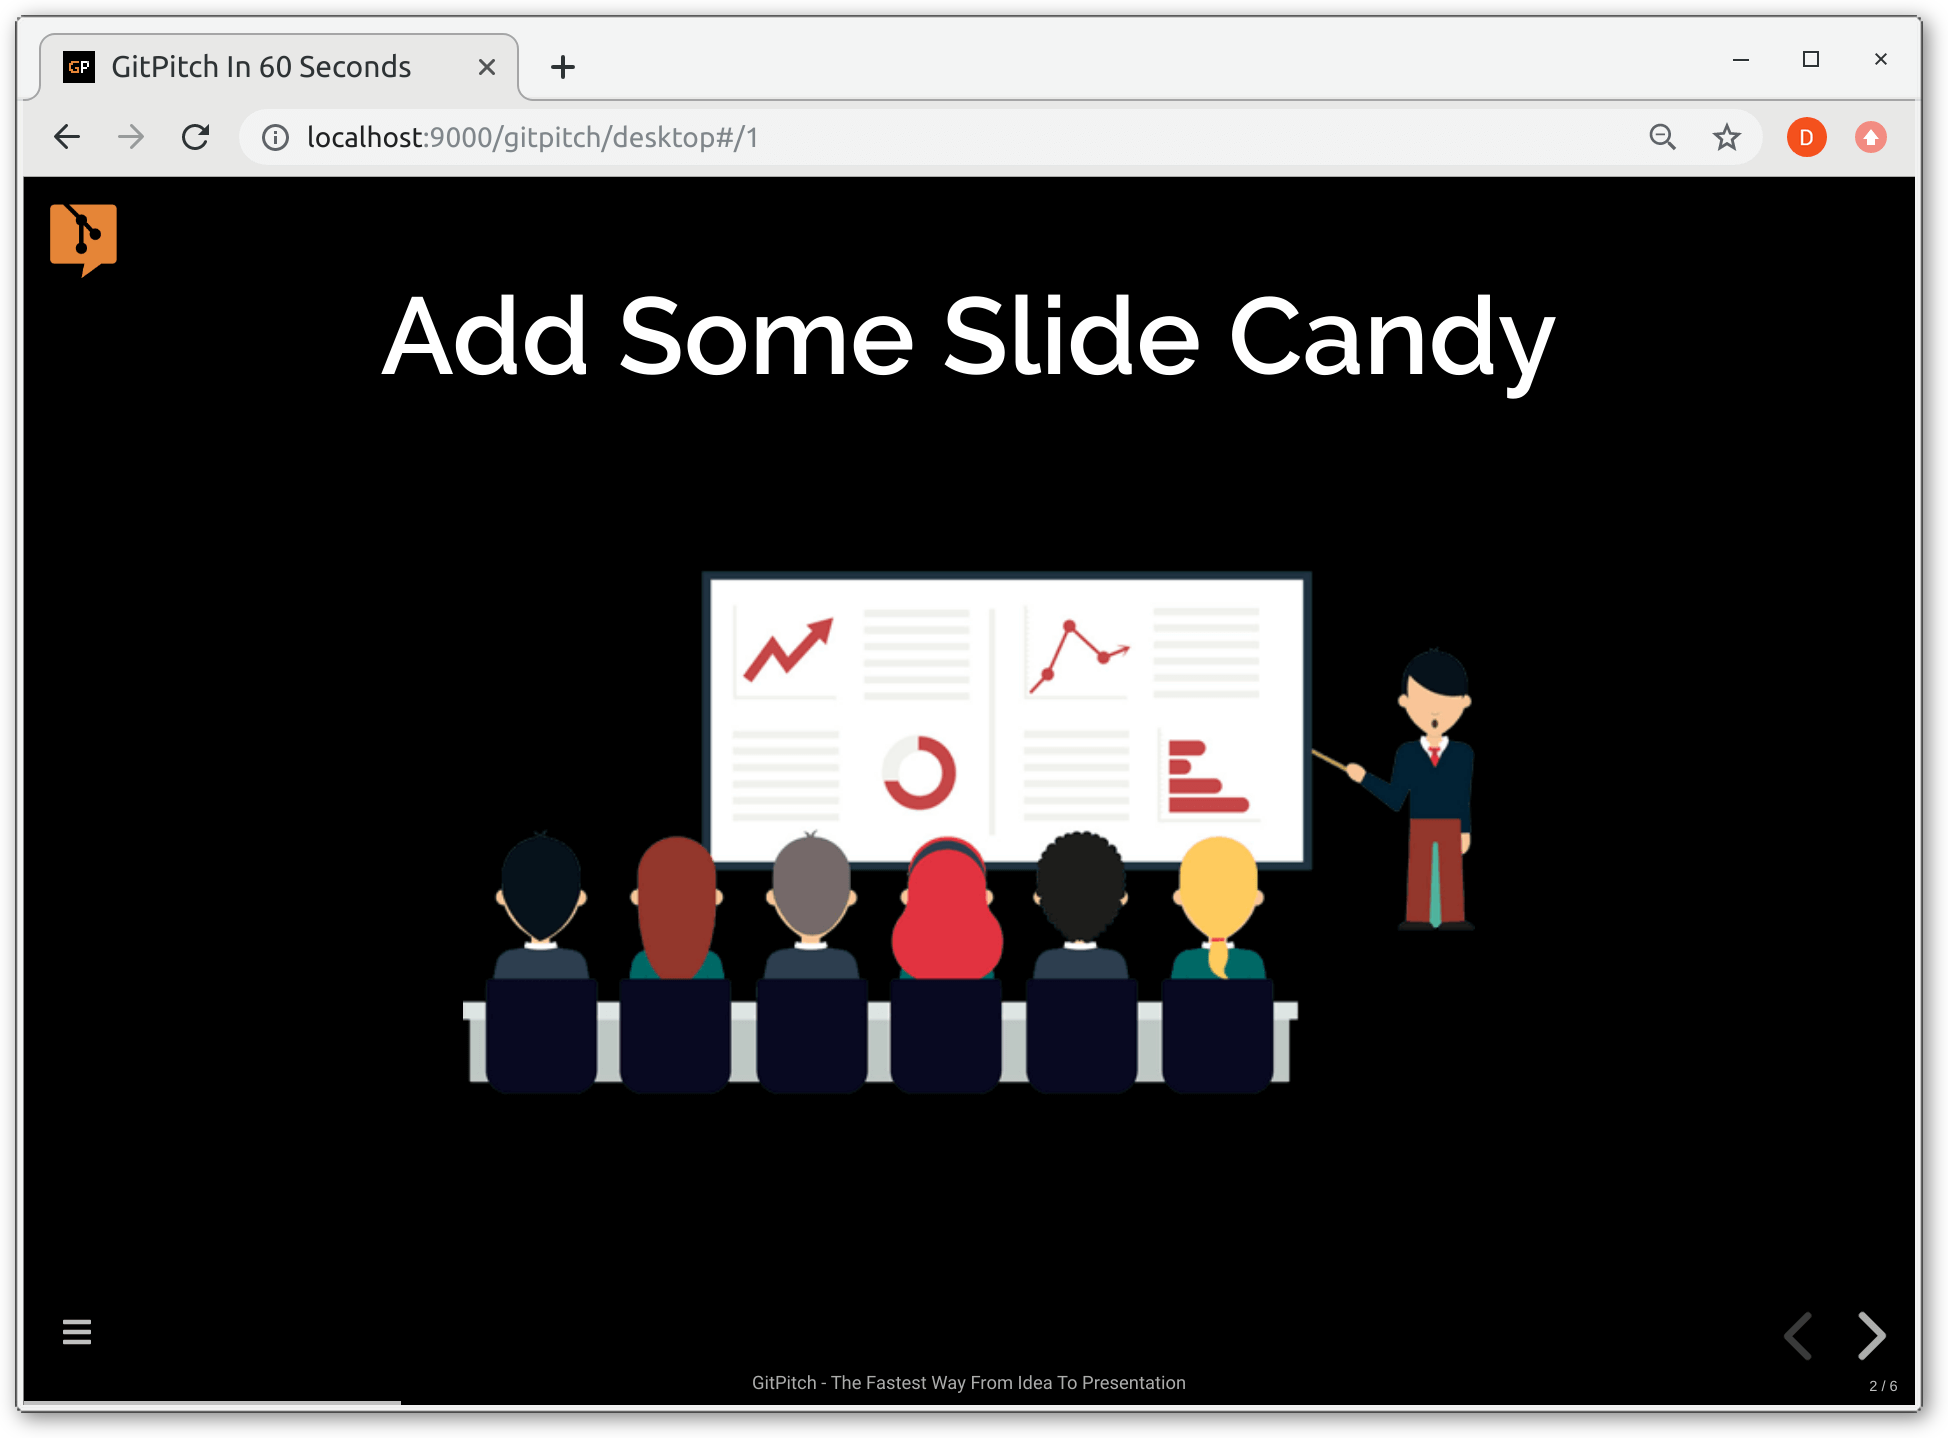 GP GitPitch In 60 Seconds
localhost:9000/gitpitch/desktop#/1
D
Add Some Slide Candy
GitPitch - The Fastest Way From Idea To Presentation
2 / 6